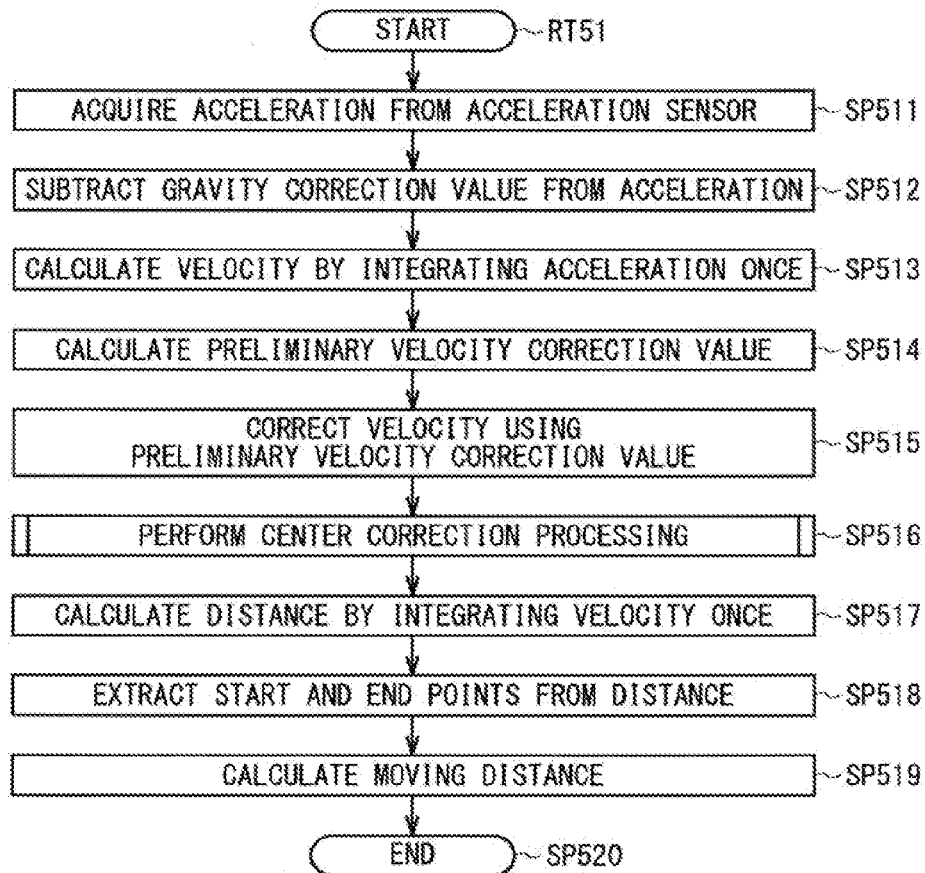 START RT51
ACQUIRE ACCELERATION FROM ACCELERATION SENSOR SP511
SUBTRACT GRAVITY CORRECTION VALUE FROM ACCELERATION SP512
CALCULATE VELOCITY BY INTEGRATING ACCELERATION ONCE SP513
CALCULATE PRELIMINARY VELOCITY CORRECTION VALUE SP514
CORRECT VELOCITY USING
PRELIMINARY VELOCITY CORRECTION VALUE SP515
PERFORM CENTER CORRECTION PROCESSING SP516
CALCULATE DISTANCE BY INTEGRATING VELOCITY ONCE SP517
EXTRACT START AND END POINTS FROM DISTANCE SP518
CALCULATE MOVING DISTANCE SP519
END SP520